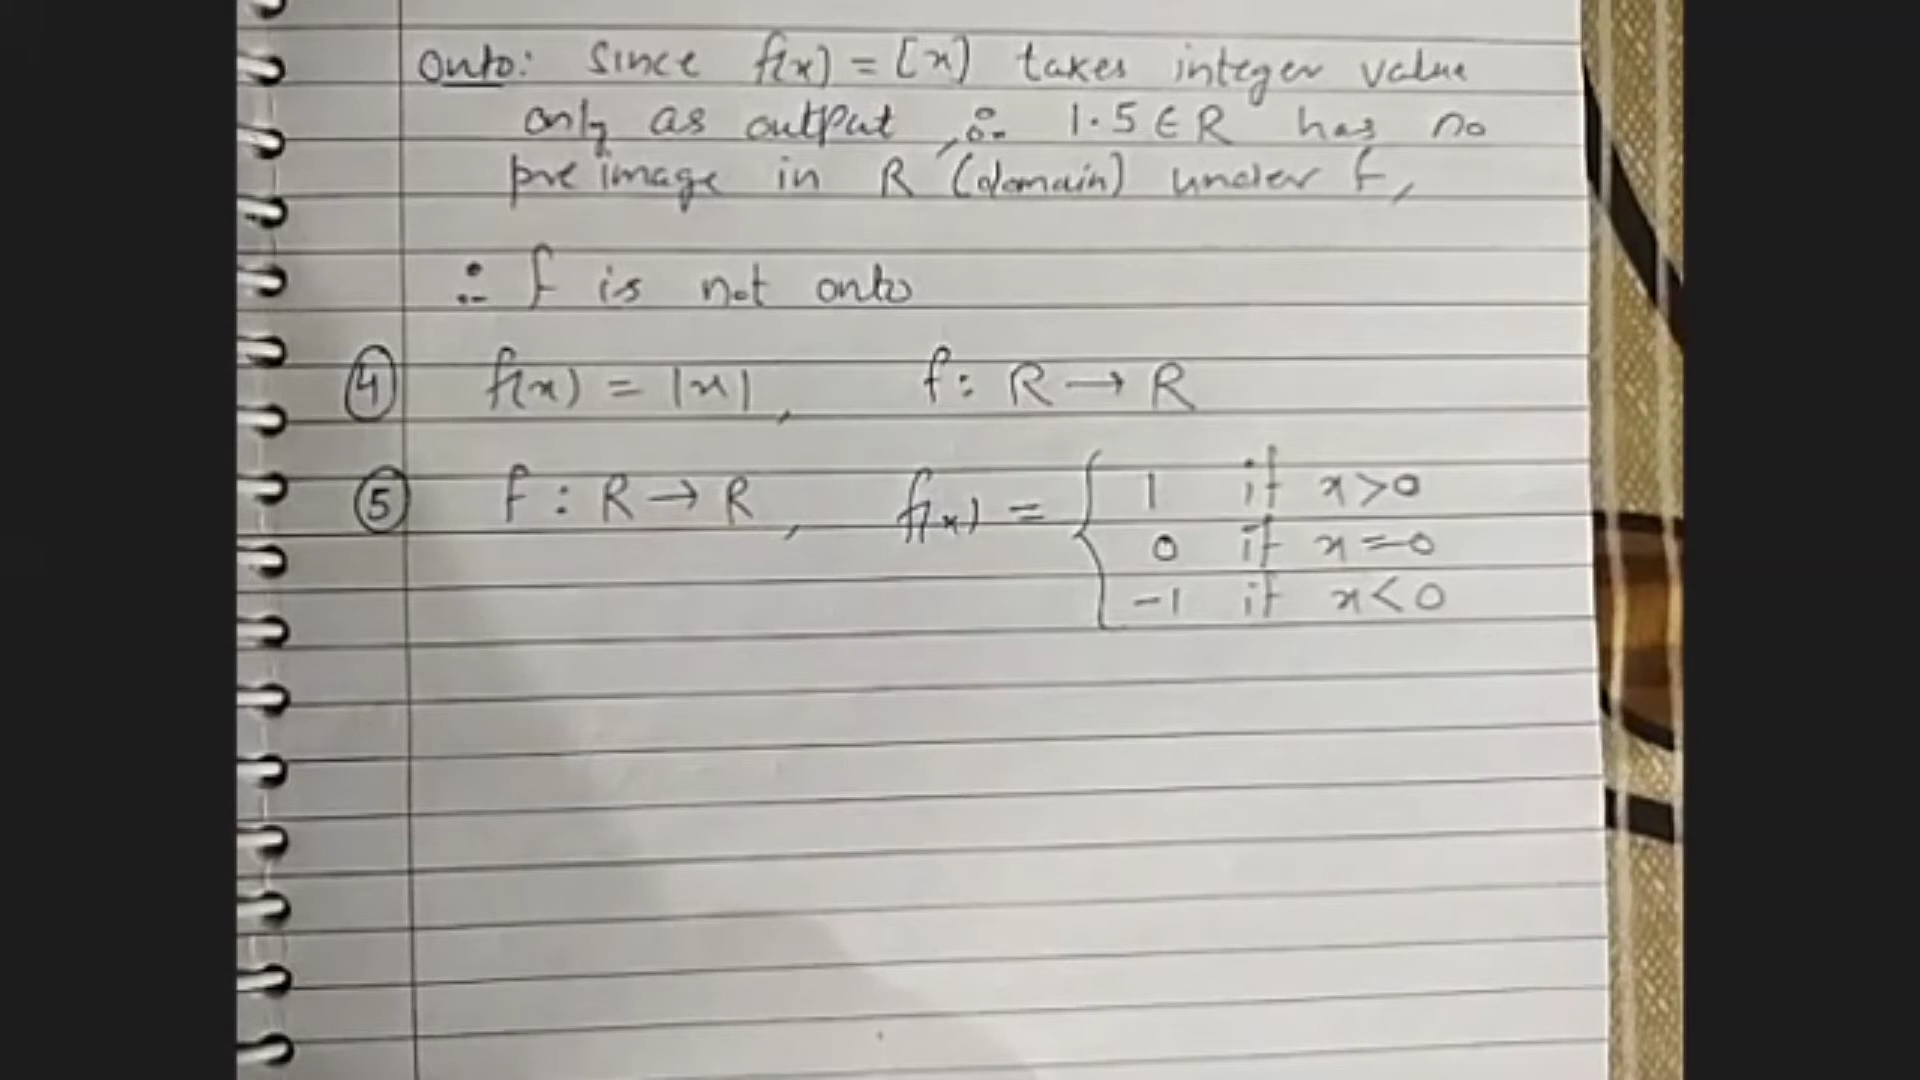 Onto: Since f(x) = [x] takes integer value
only as output, ∴ 1.5 ∈ R has no
pre image in R (domain) under f,
∴ f is not onto
④ f(x) = |x|, f: R → R
⑤ f : R → R, f(x) = { 1 if x>0
0 if x=0
-1 if x<0